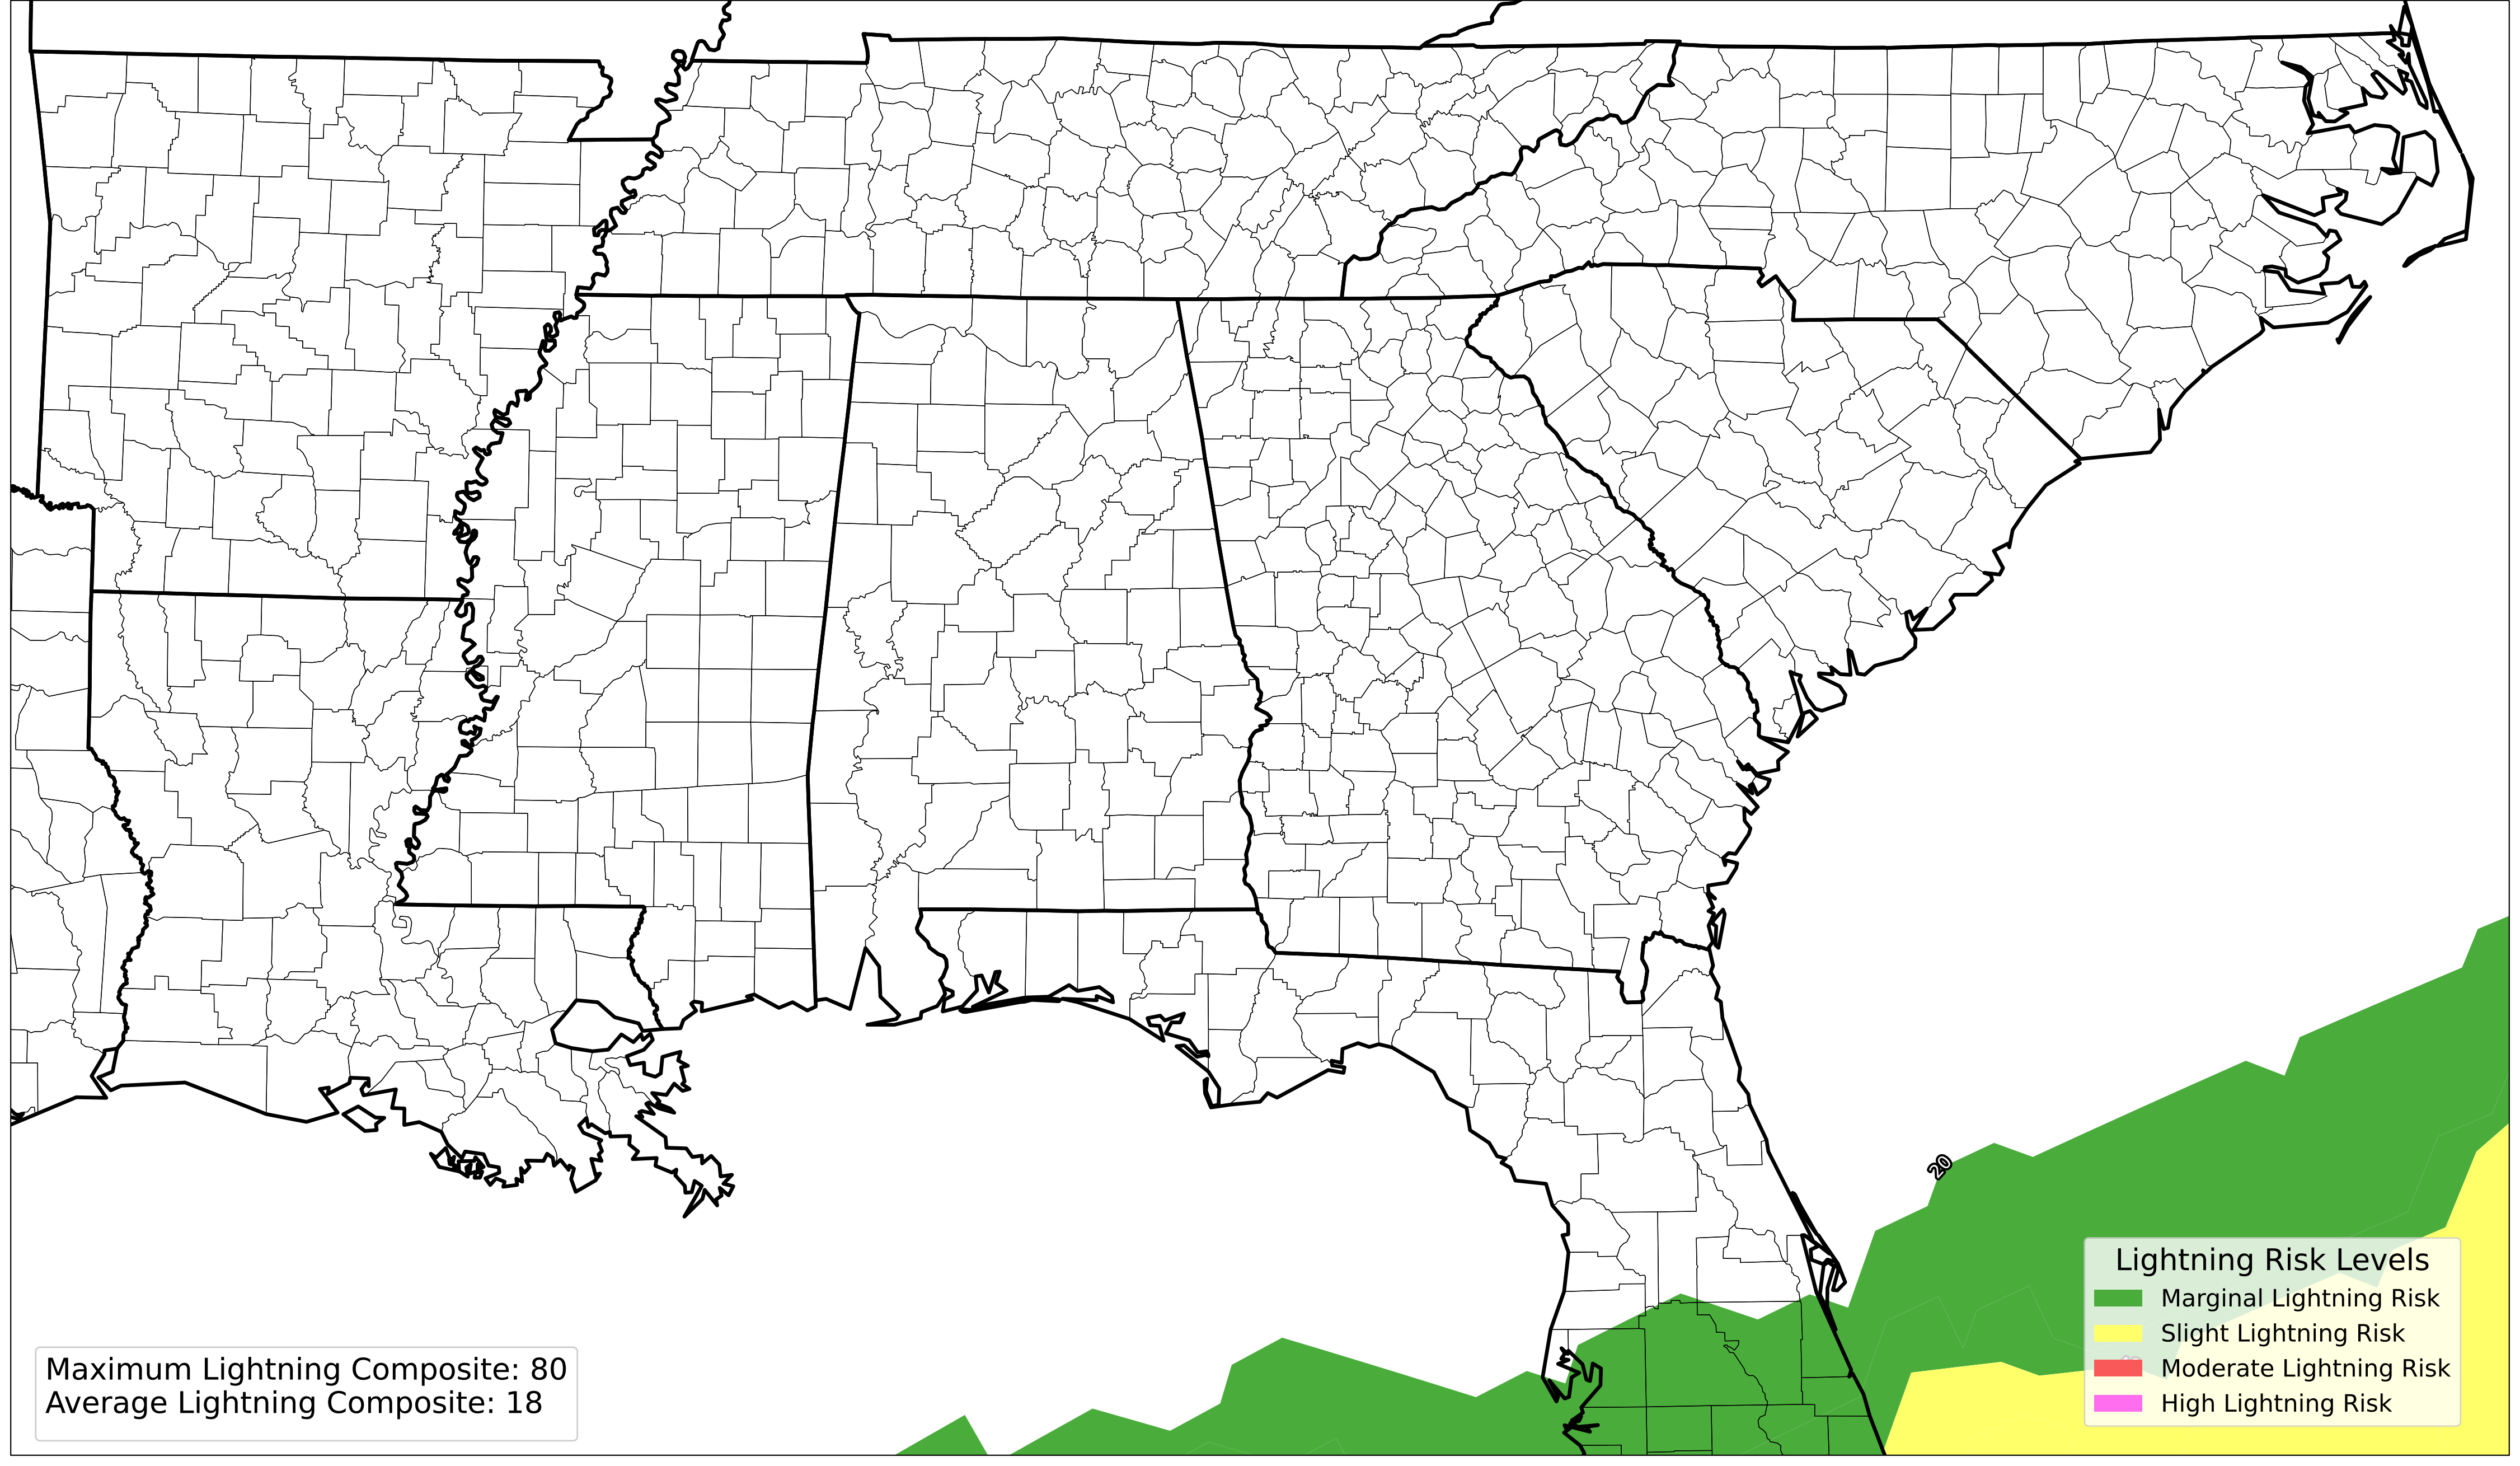 20
Lightning Risk Levels
Marginal Lightning Risk
Slight Lightning Risk
Moderate Lightning Risk
High Lightning Risk
Maximum Lightning Composite: 80
Average Lightning Composite: 18